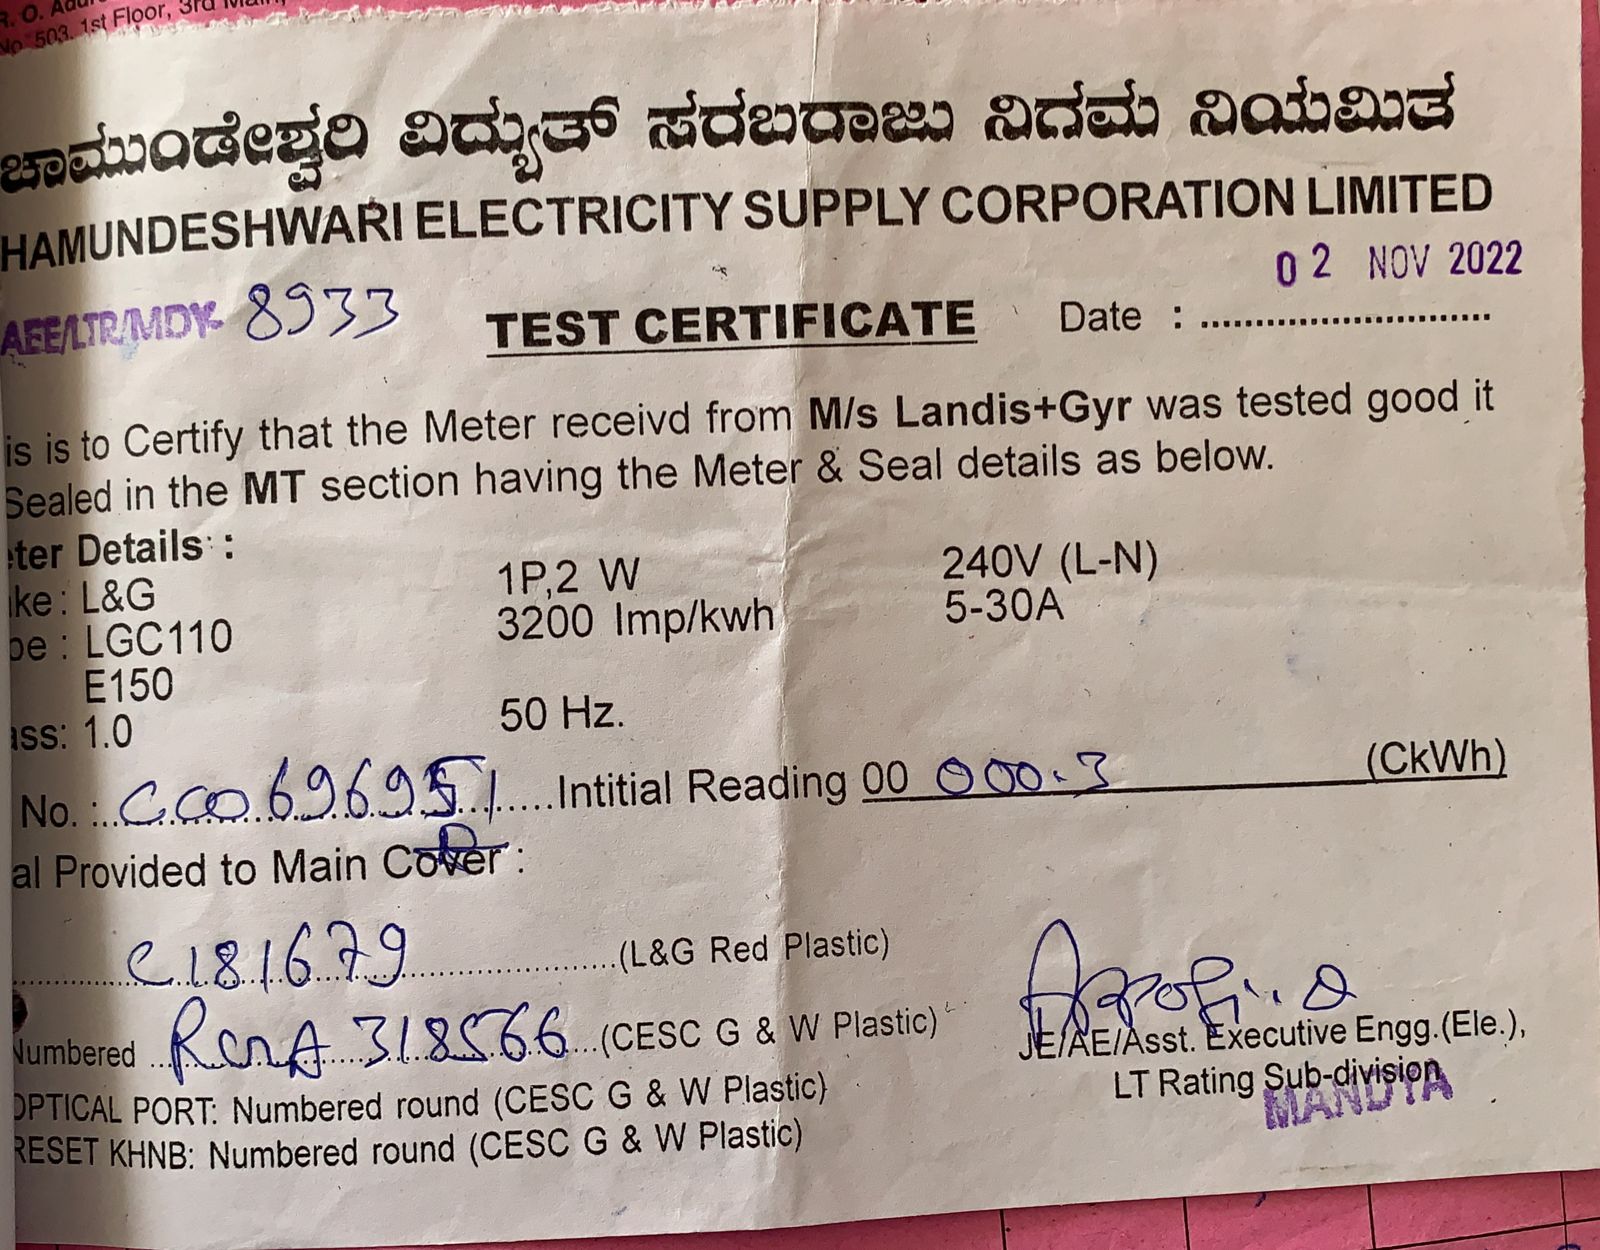 R. O. Addre
No. 503, 1st Floor, 3rd Main,
ಚಾಮುಂಡೇಶ್ವರಿ ವಿದ್ಯುತ್ ಸರಬರಾಜು ನಿಗಮ ನಿಯಮಿತ
HAMUNDESHWARI ELECTRICITY SUPPLY CORPORATION LIMITED
02 NOV 2022
AEE/LTR/MDY- 8933 TEST CERTIFICATE Date :
is is to Certify that the Meter receivd from M/s Landis+Gyr was tested good it
Sealed in the MT section having the Meter & Seal details as below.
ter Details :
ke : L&G 1P,2 W 240V (L-N)
pe : LGC110 3200 Imp/kwh 5-30A
E150
ass: 1.0 50 Hz.
No. : CC0696951 Intitial Reading 00 000.3 (CkWh)
al Provided to Main Cover :
C181679 (L&G Red Plastic)
Numbered 318566 (CESC G & W Plastic)
JE/AE/Asst. Executive Engg.(Ele.),
OPTICAL PORT: Numbered round (CESC G & W Plastic)
LT Rating Sub-division
MANDYA
RESET KHNB: Numbered round (CESC G & W Plastic)